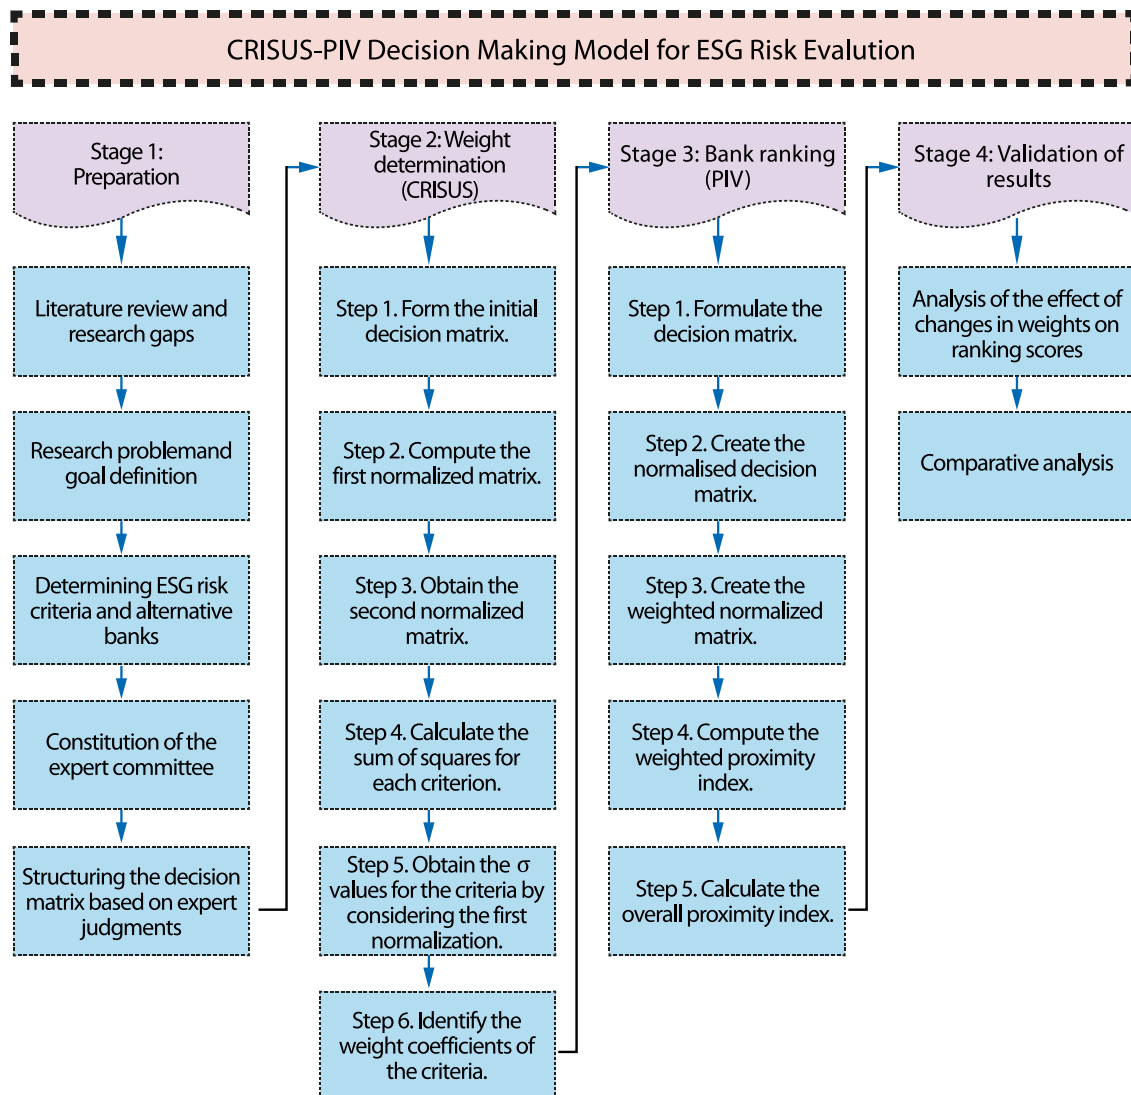 CRISUS-PIV Decision Making Model for ESG Risk Evalution
Stage 1:
Preparation
Literature review and
research gaps
Research problemand
goal definition
Determining ESG risk
criteria and alternative
banks
Constitution of the
expert committee
Structuring the decision
matrix based on expert
judgments
Stage 2: Weight
determination
(CRISUS)
Step 1. Form the initial
decision matrix.
Step 2. Compute the
first normalized matrix.
Step 3. Obtain the
second normalized
matrix.
Step 4. Calculate the
sum of squares for
each criterion.
Step 5. Obtain the σ
values for the criteria by
considering the first
normalization.
Step 6. Identify the
weight coefficients of
the criteria.
Stage 3: Bank ranking
(PIV)
Step 1. Formulate the
decision matrix.
Step 2. Create the
normalised decision
matrix.
Step 3. Create the
weighted normalized
matrix.
Step 4. Compute the
weighted proximity
index.
Step 5. Calculate the
overall proximity index.
Stage 4: Validation of
results
Analysis of the effect of
changes in weights on
ranking scores
Comparative analysis